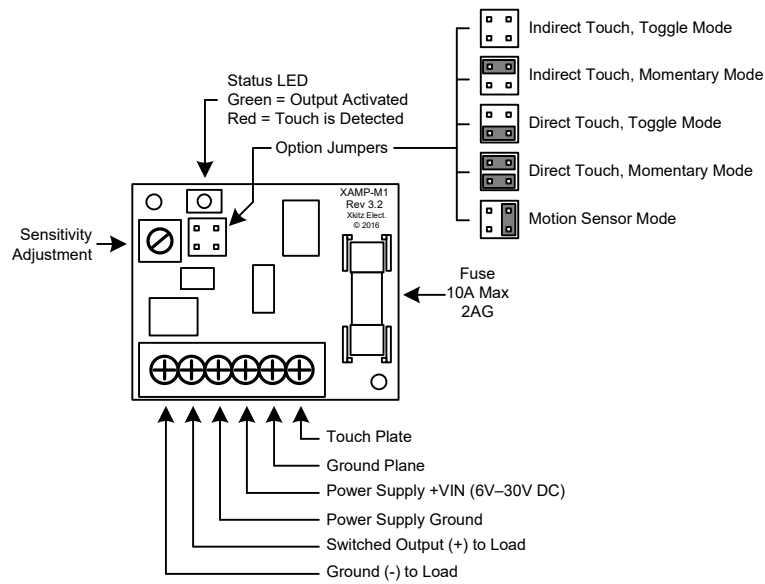 Indirect Touch, Toggle Mode
Indirect Touch, Momentary Mode
Direct Touch, Toggle Mode
Direct Touch, Momentary Mode
Motion Sensor Mode
Status LED
Green = Output Activated
Red = Touch is Detected
Option Jumpers
XAMP-M1
Rev 3.2
Xkitz Elect.
© 2016
Sensitivity
Adjustment
Fuse
10A Max
2AG
Touch Plate
Ground Plane
Power Supply +VIN (6V–30V DC)
Power Supply Ground
Switched Output (+) to Load
Ground (-) to Load